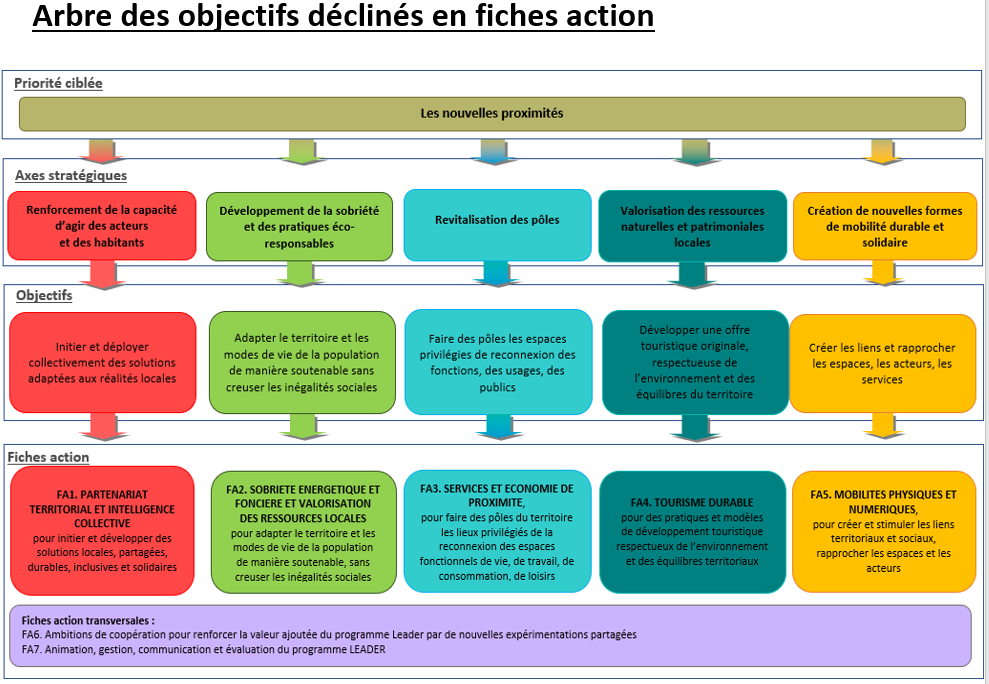 Arbre des objectifs déclinés en fiches action
Priorité ciblée
Les nouvelles proximités
Axes stratégiques
Renforcement de la capacité
d'agir des acteurs
et des habitants
Développement de la sobriété
et des pratiques éco-
responsables
Revitalisation des pôles
Valorisation des ressources
naturelles et patrimoniales
locales
Création de nouvelles formes
de mobilité durable et
solidaire
Objectifs
Initier et déployer
collectivement des solutions
adaptées aux réalités locales
Adapter le territoire et les
modes de vie de la population
de manière soutenable sans
creuser les inégalités sociales
Faire des pôles les espaces
privilégies de reconnexion des
fonctions, des usages, des
publics
Développer une offre
touristique originale,
respectueuse de
l'environnement et des
équilibres du territoire
Créer les liens et rapprocher
les espaces, les acteurs, les
services
Fiches action
FA1. PARTENARIAT
TERRITORIAL ET INTELLIGENCE
COLLECTIVE
pour initier et développer des
solutions locales, partagées,
durables, inclusives et solidaires
FA2. SOBRIETE ENERGETIQUE ET
FONCIERE ET VALORISATION
DES RESSOURCES LOCALES
pour adapter le territoire et les
modes de vie de la population
de manière soutenable, sans
creuser les inégalités sociales
FA3. SERVICES ET ECONOMIE DE
PROXIMITE,
pour faire des pôles du territoire
les lieux privilégiés de la
reconnexion des espaces
fonctionnels de vie, de travail, de
consommation, de loisirs
FA4. TOURISME DURABLE
pour des pratiques et modèles
de développement touristique
respectueux de l'environnement
et des équilibres territoriaux
FA5. MOBILITES PHYSIQUES ET
NUMERIQUES,
pour créer et stimuler les liens
territoriaux et sociaux,
rapprocher les espaces et les
acteurs
Fiches action transversales :
FA6. Ambitions de coopération pour renforcer la valeur ajoutée du programme Leader par de nouvelles expérimentations partagées
FA7. Animation, gestion, communication et évaluation du programme LEADER